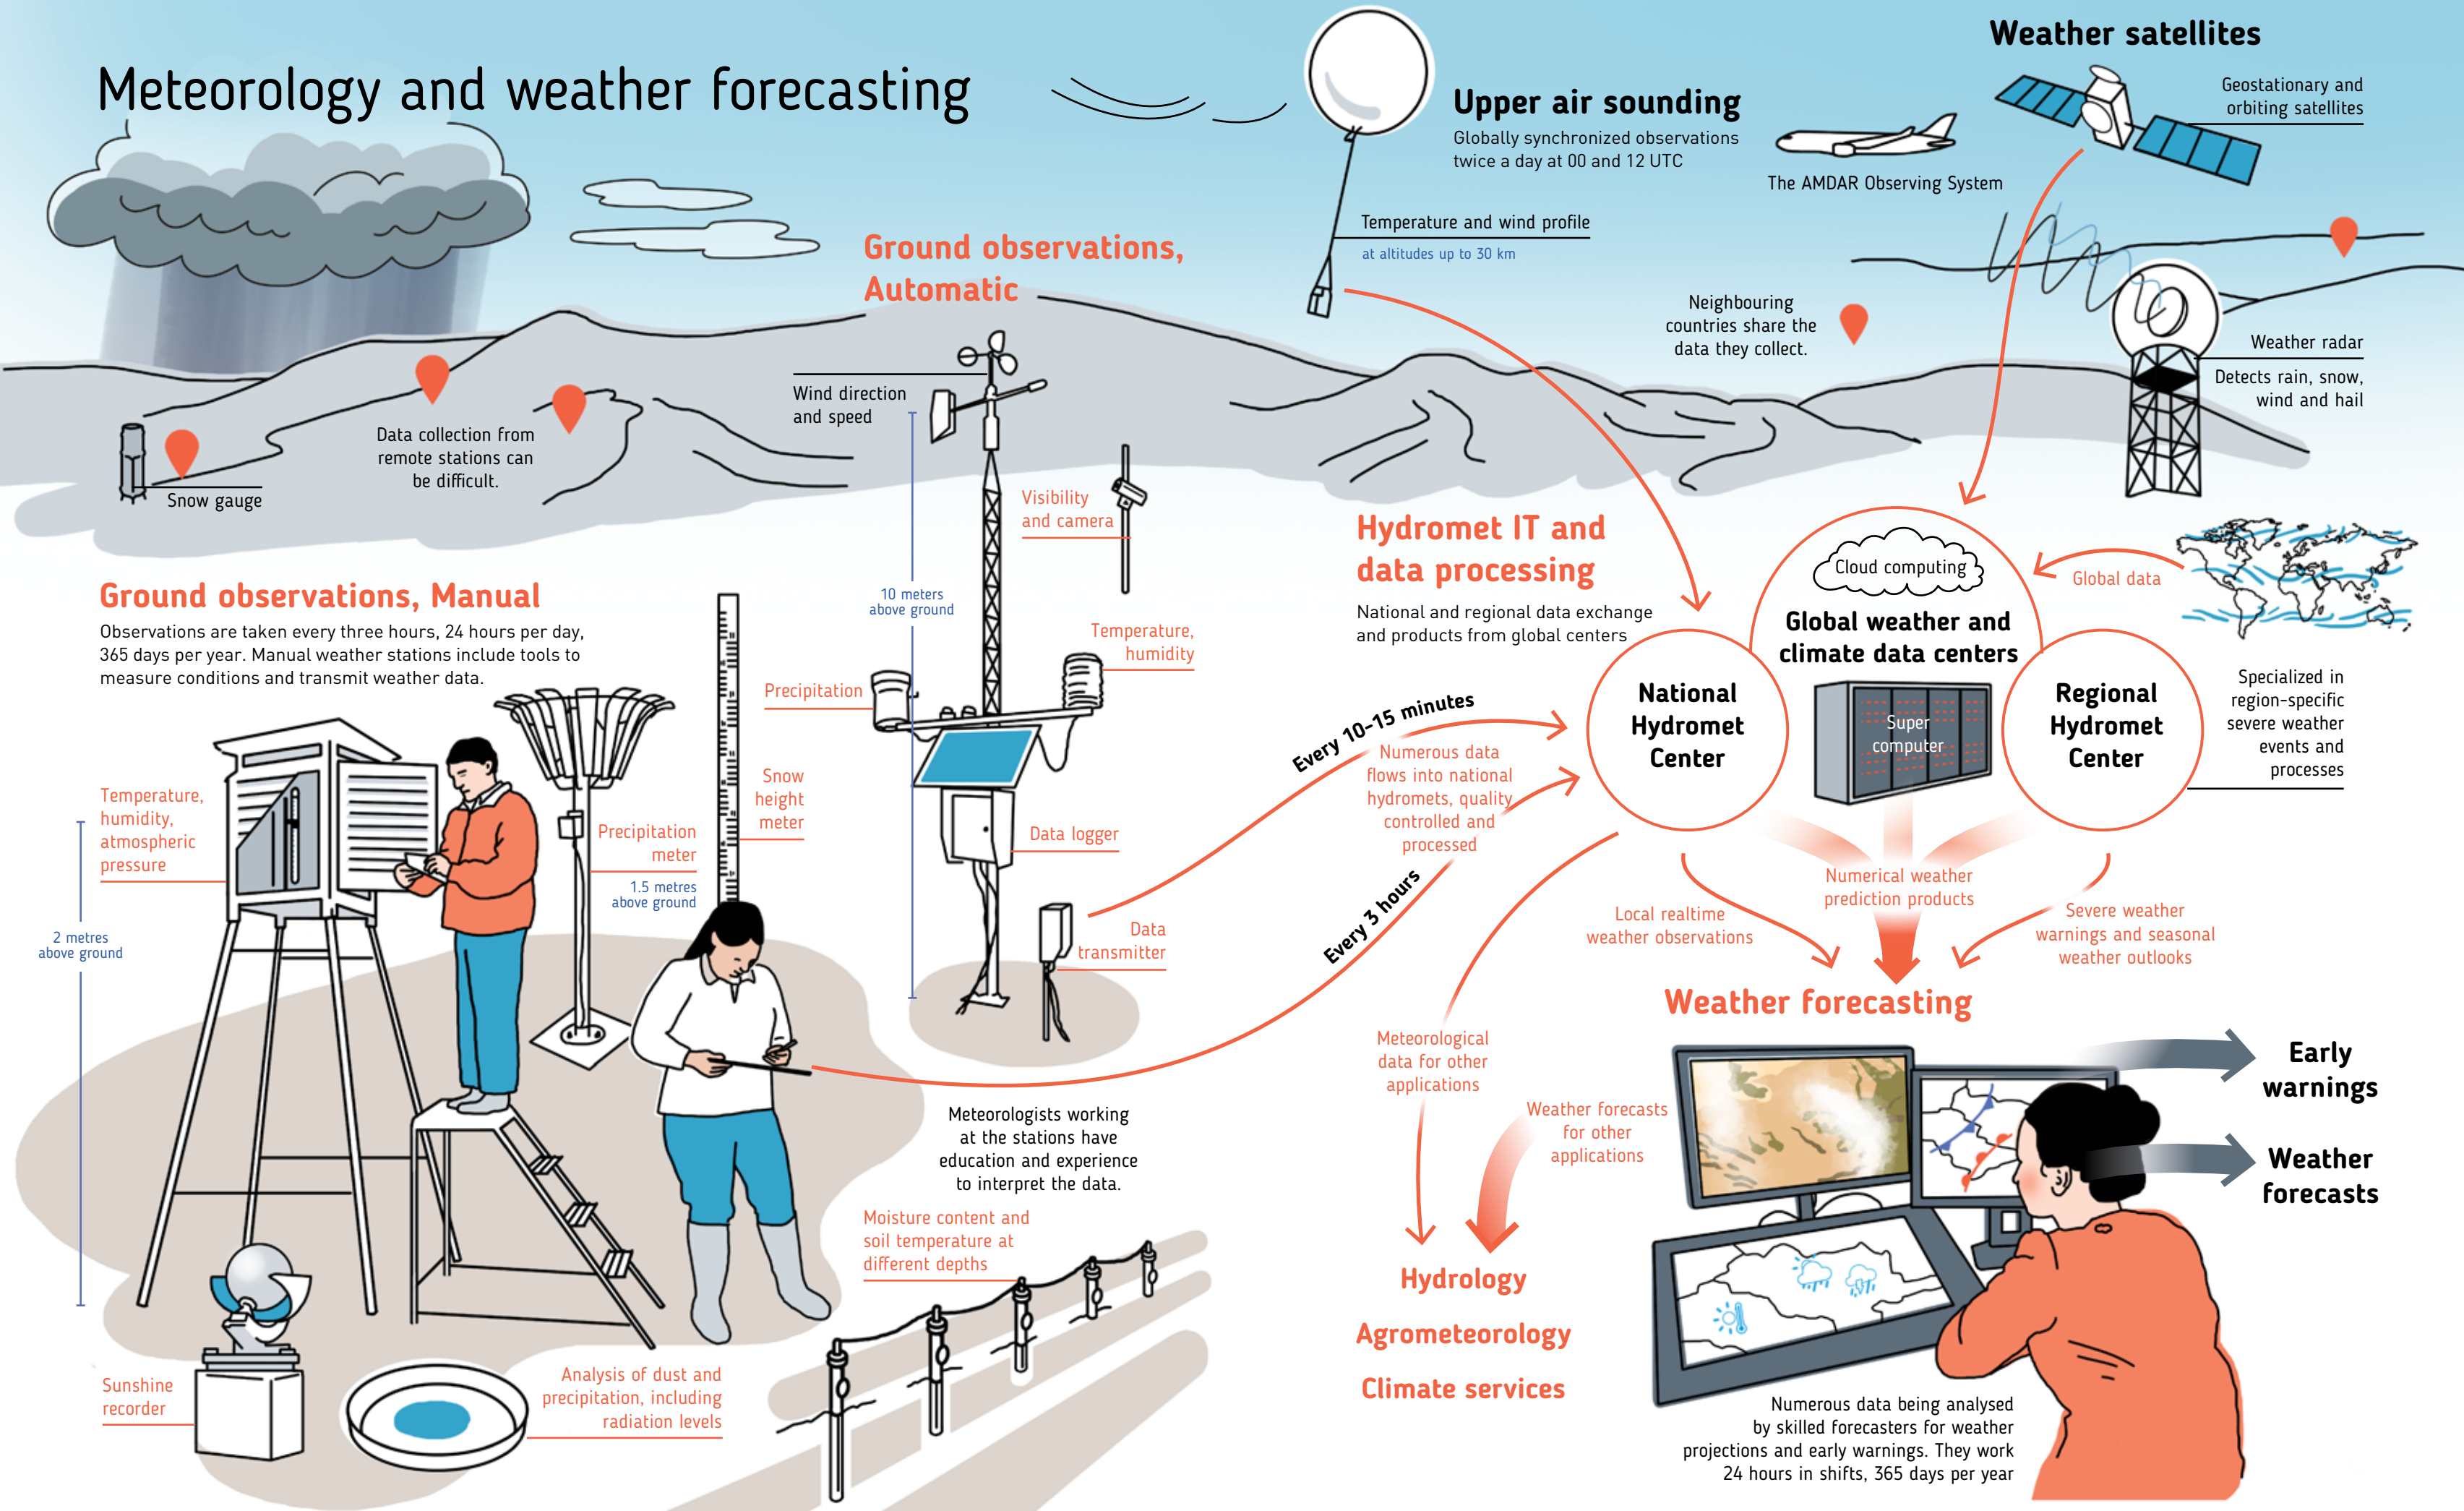 Meteorology and weather forecasting
Upper air sounding
Globally synchronized observations
twice a day at 00 and 12 UTC
Temperature and wind profile
at altitudes up to 30 km
Weather satellites
Geostationary and
orbiting satellites
The AMDAR Observing System
Neighbouring
countries share the
data they collect.
Weather radar
Detects rain, snow,
wind and hail
Data collection from
remote stations can
be difficult.
Snow gauge
Ground observations,
Automatic
Wind direction
and speed
Visibility
and camera
10 meters
above ground
Temperature,
humidity
Precipitation
Data logger
Data
transmitter
Ground observations, Manual
Observations are taken every three hours, 24 hours per day,
365 days per year. Manual weather stations include tools to
measure conditions and transmit weather data.
Temperature,
humidity,
atmospheric
pressure
2 metres
above ground
Precipitation
meter
1.5 metres
above ground
Snow
height
meter
Meteorologists working
at the stations have
education and experience
to interpret the data.
Moisture content and
soil temperature at
different depths
Sunshine
recorder
Analysis of dust and
precipitation, including
radiation levels
Hydromet IT and
data processing
National and regional data exchange
and products from global centers
Every 10-15 minutes
Numerous data
flows into national
hydromets, quality
controlled and
processed
Every 3 hours
Cloud computing
Global weather and
climate data centers
Super
computer
National
Hydromet
Center
Regional
Hydromet
Center
Global data
Specialized in
region-specific
severe weather
events and
processes
Numerical weather
prediction products
Local realtime
weather observations
Severe weather
warnings and seasonal
weather outlooks
Meteorological
data for other
applications
Weather forecasts
for other
applications
Hydrology
Agrometeorology
Climate services
Weather forecasting
Early
warnings
Weather
forecasts
Numerous data being analysed
by skilled forecasters for weather
projections and early warnings. They work
24 hours in shifts, 365 days per year